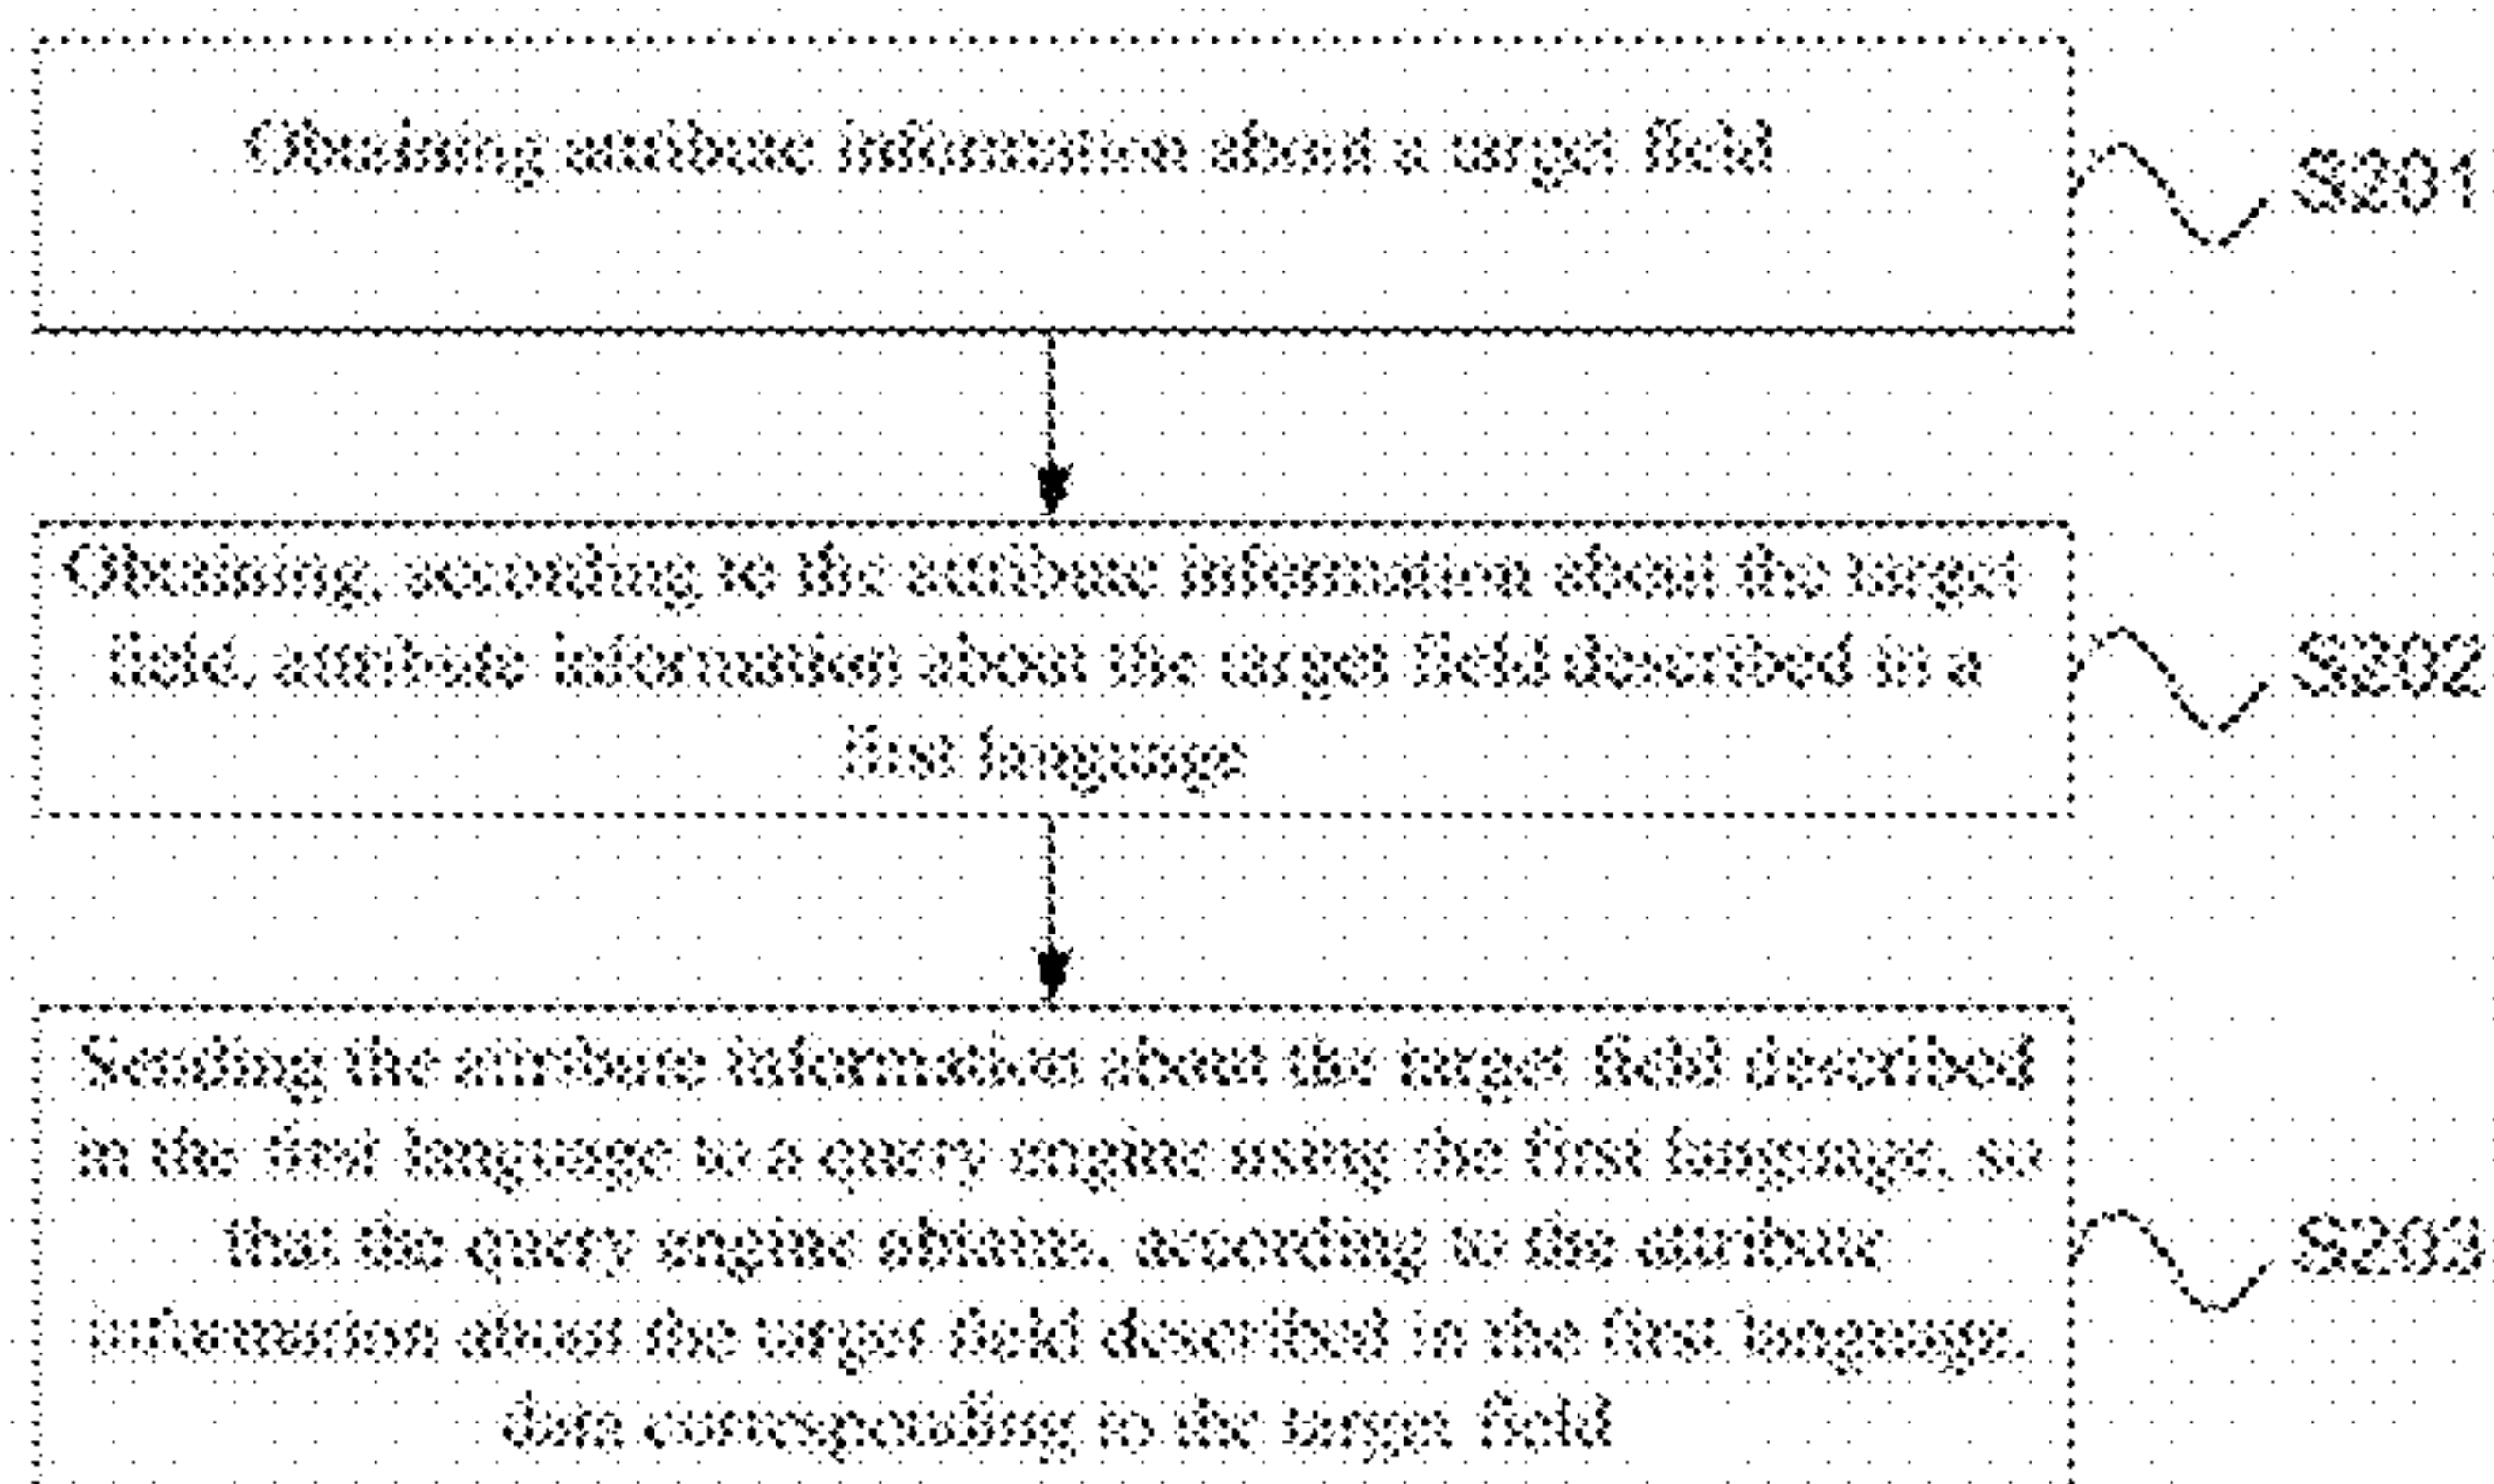 Obtaining attribute information about a target field
S201
Obtaining, according to the attribute information about the target
field, attribute information about the target field described in a
first language
S202
Sending the attribute information about the target field described
in the first language to a query engine using the first language, so
that the query engine obtains, according to the attribute
information about the target field described in the first language,
data corresponding to the target field
S203